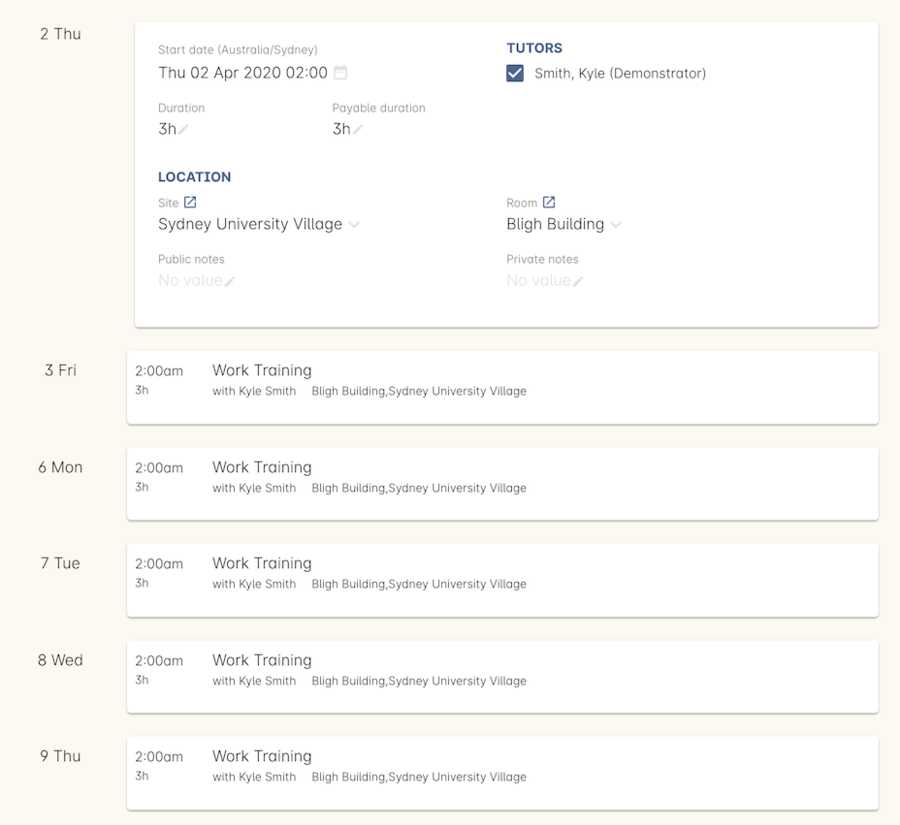 2 Thu
Start date (Australia/Sydney)
Thu 02 Apr 2020 02:00
TUTORS
Smith, Kyle (Demonstrator)
Duration
3h
Payable duration
3h
LOCATION
Site
Sydney University Village
Room
Bligh Building
Public notes
No value
Private notes
No value
3 Fri
2:00am Work Training
3h with Kyle Smith Bligh Building,Sydney University Village
6 Mon
2:00am Work Training
3h with Kyle Smith Bligh Building,Sydney University Village
7 Tue
2:00am Work Training
3h with Kyle Smith Bligh Building,Sydney University Village
8 Wed
2:00am Work Training
3h with Kyle Smith Bligh Building,Sydney University Village
9 Thu
2:00am Work Training
3h with Kyle Smith Bligh Building,Sydney University Village